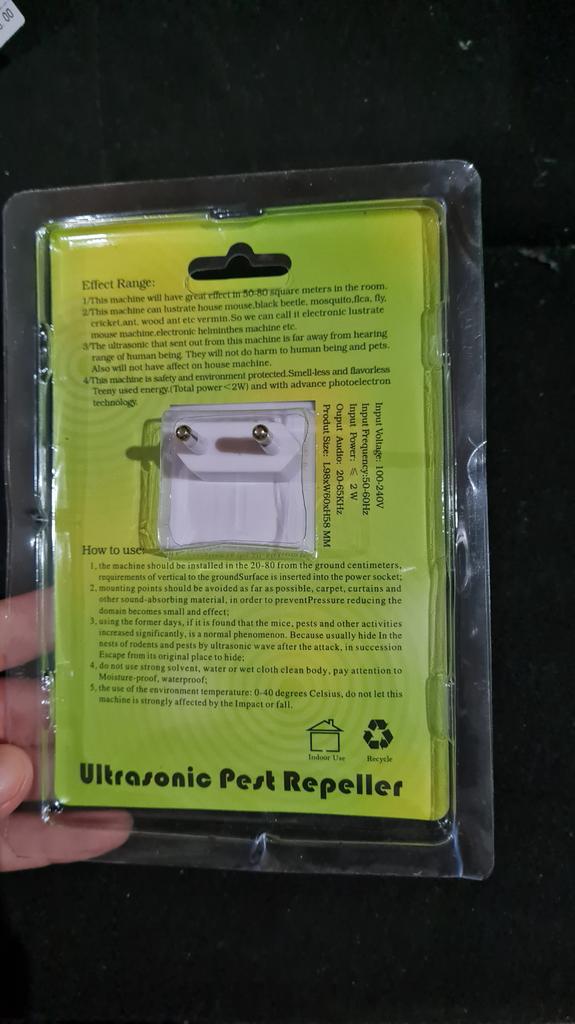 00
Effect Range:
1/This machine will have great effect in 50-80 square meters in the room.
2/This machine can lustrate house mouse,black beetle, mosquito,flca, fly,
cricket,ant, wood ant etc vermin.So we can call it electronic lustrate
mouse machine,electronic helminthes machine etc.
3/The ultrasonic that sent out from this machine is far away from hearing
range of human being. They will not do harm to human being and pets.
Also will not have affect on house machine.
4/This machine is safety and environment protected.Smell-less and flavorless
Teeny used energy.(Total power<2W) and with advance photoelectron
technology.
Input Voltage: 100-240V
Input Frequency:50-60Hz
Input Power: ≤ 2 W
Ouput Audio: 20-65KHz
Produt Size: L98xW60xH58 MM
How to use:
1, the machine should be installed in the 20-80 from the ground centimeters,
requirements of vertical to the groundSurface is inserted into the power socket;
2, mounting points should be avoided as far as possible, carpet, curtains and
other sound-absorbing material, in order to preventPressure reducing the
domain becomes small and effect;
3, using the former days, if it is found that the mice, pests and other activities
increased significantly, is a normal phenomenon. Because usually hide In the
nests of rodents and pests by ultrasonic wave after the attack, in succession
Escape from its original place to hide;
4, do not use strong solvent, water or wet cloth clean body, pay attention to
Moisture-proof, waterproof;
5, the use of the environment temperature: 0-40 degrees Celsius, do not let this
machine is strongly affected by the Impact or fall.
Indoor Use
Recycle
Ultrasonic Pest Repeller